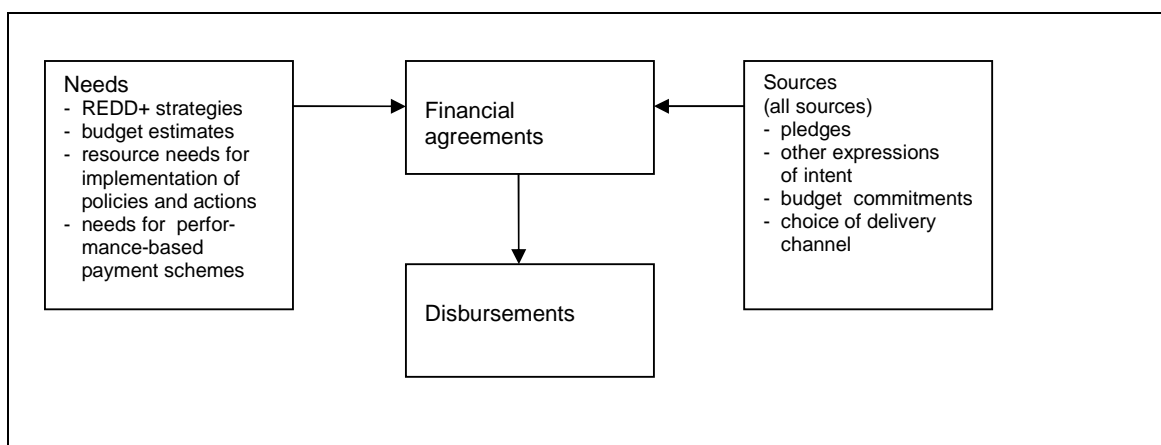 Needs
- REDD+ strategies
- budget estimates
- resource needs for
implementation of
policies and actions
- needs for perfor-
mance-based
payment schemes
Financial
agreements
Disbursements
Sources
(all sources)
- pledges
- other expressions
of intent
- budget commitments
- choice of delivery
channel